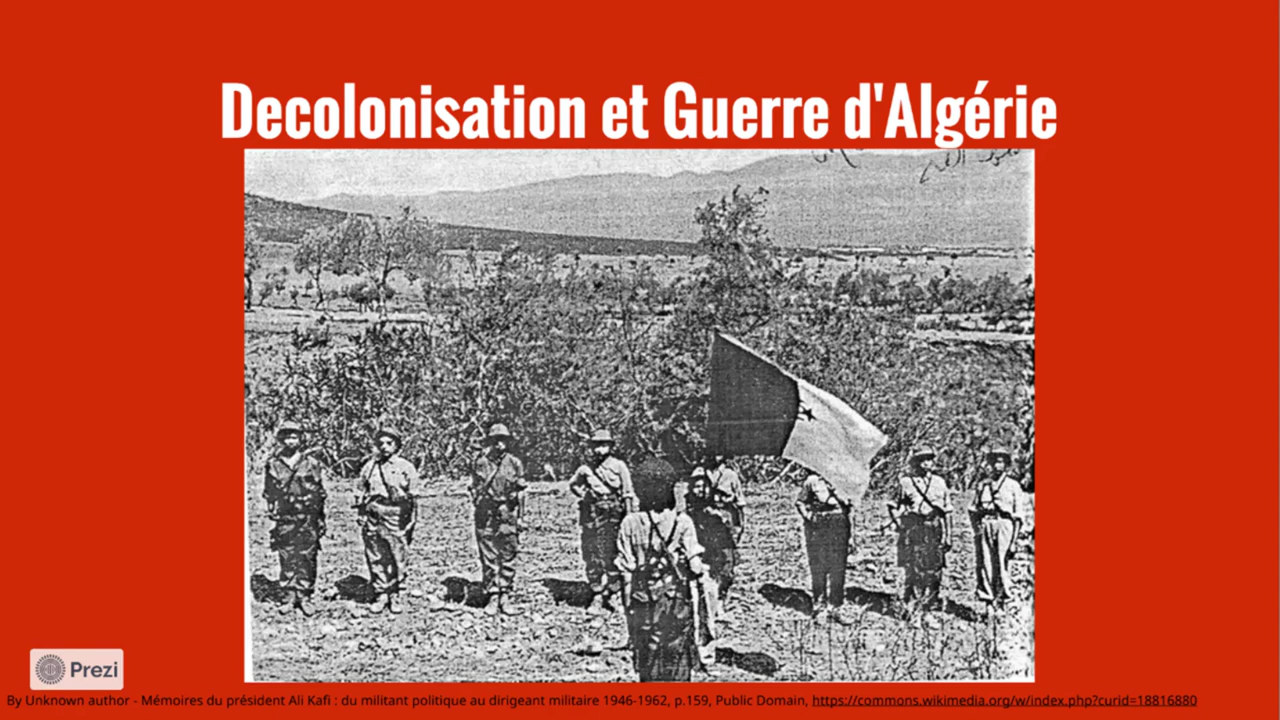 Decolonisation et Guerre d'Algérie
Prezi
By Unknown author - Mémoires du président Ali Kafi : du militant politique au dirigeant militaire 1946-1962, p.159, Public Domain, https://commons.wikimedia.org/w/index.php?curid=18816880